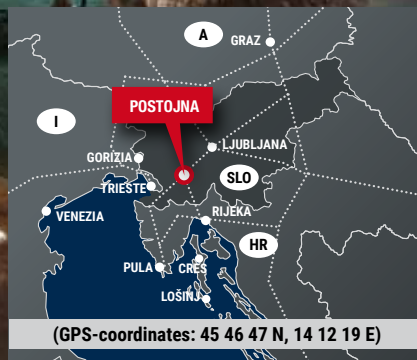 A
GRAZ
POSTOJNA
I
LJUBLJANA
GORIZIA
SLO
TRIESTE
VENEZIA
RIJEKA
HR
PULA
CRES
LOŠINJ
(GPS-coordinates: 45 46 47 N, 14 12 19 E)